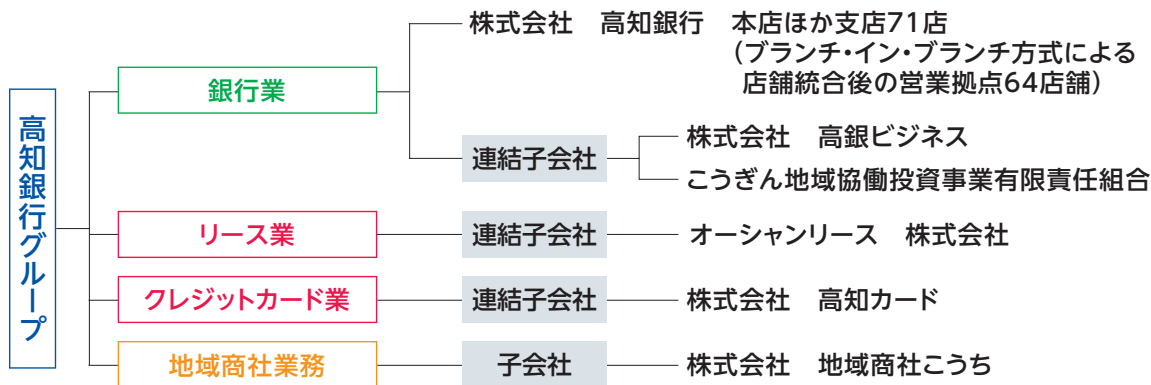 高知銀行グループ
銀行業
株式会社　高知銀行　本店ほか支店71店
（ブランチ・イン・ブランチ方式による
店舗統合後の営業拠点64店舗）
連結子会社
株式会社　高銀ビジネス
こうぎん地域協働投資事業有限責任組合
リース業
連結子会社
オーシャンリース　株式会社
クレジットカード業
連結子会社
株式会社　高知カード
地域商社業務
子会社
株式会社　地域商社こうち